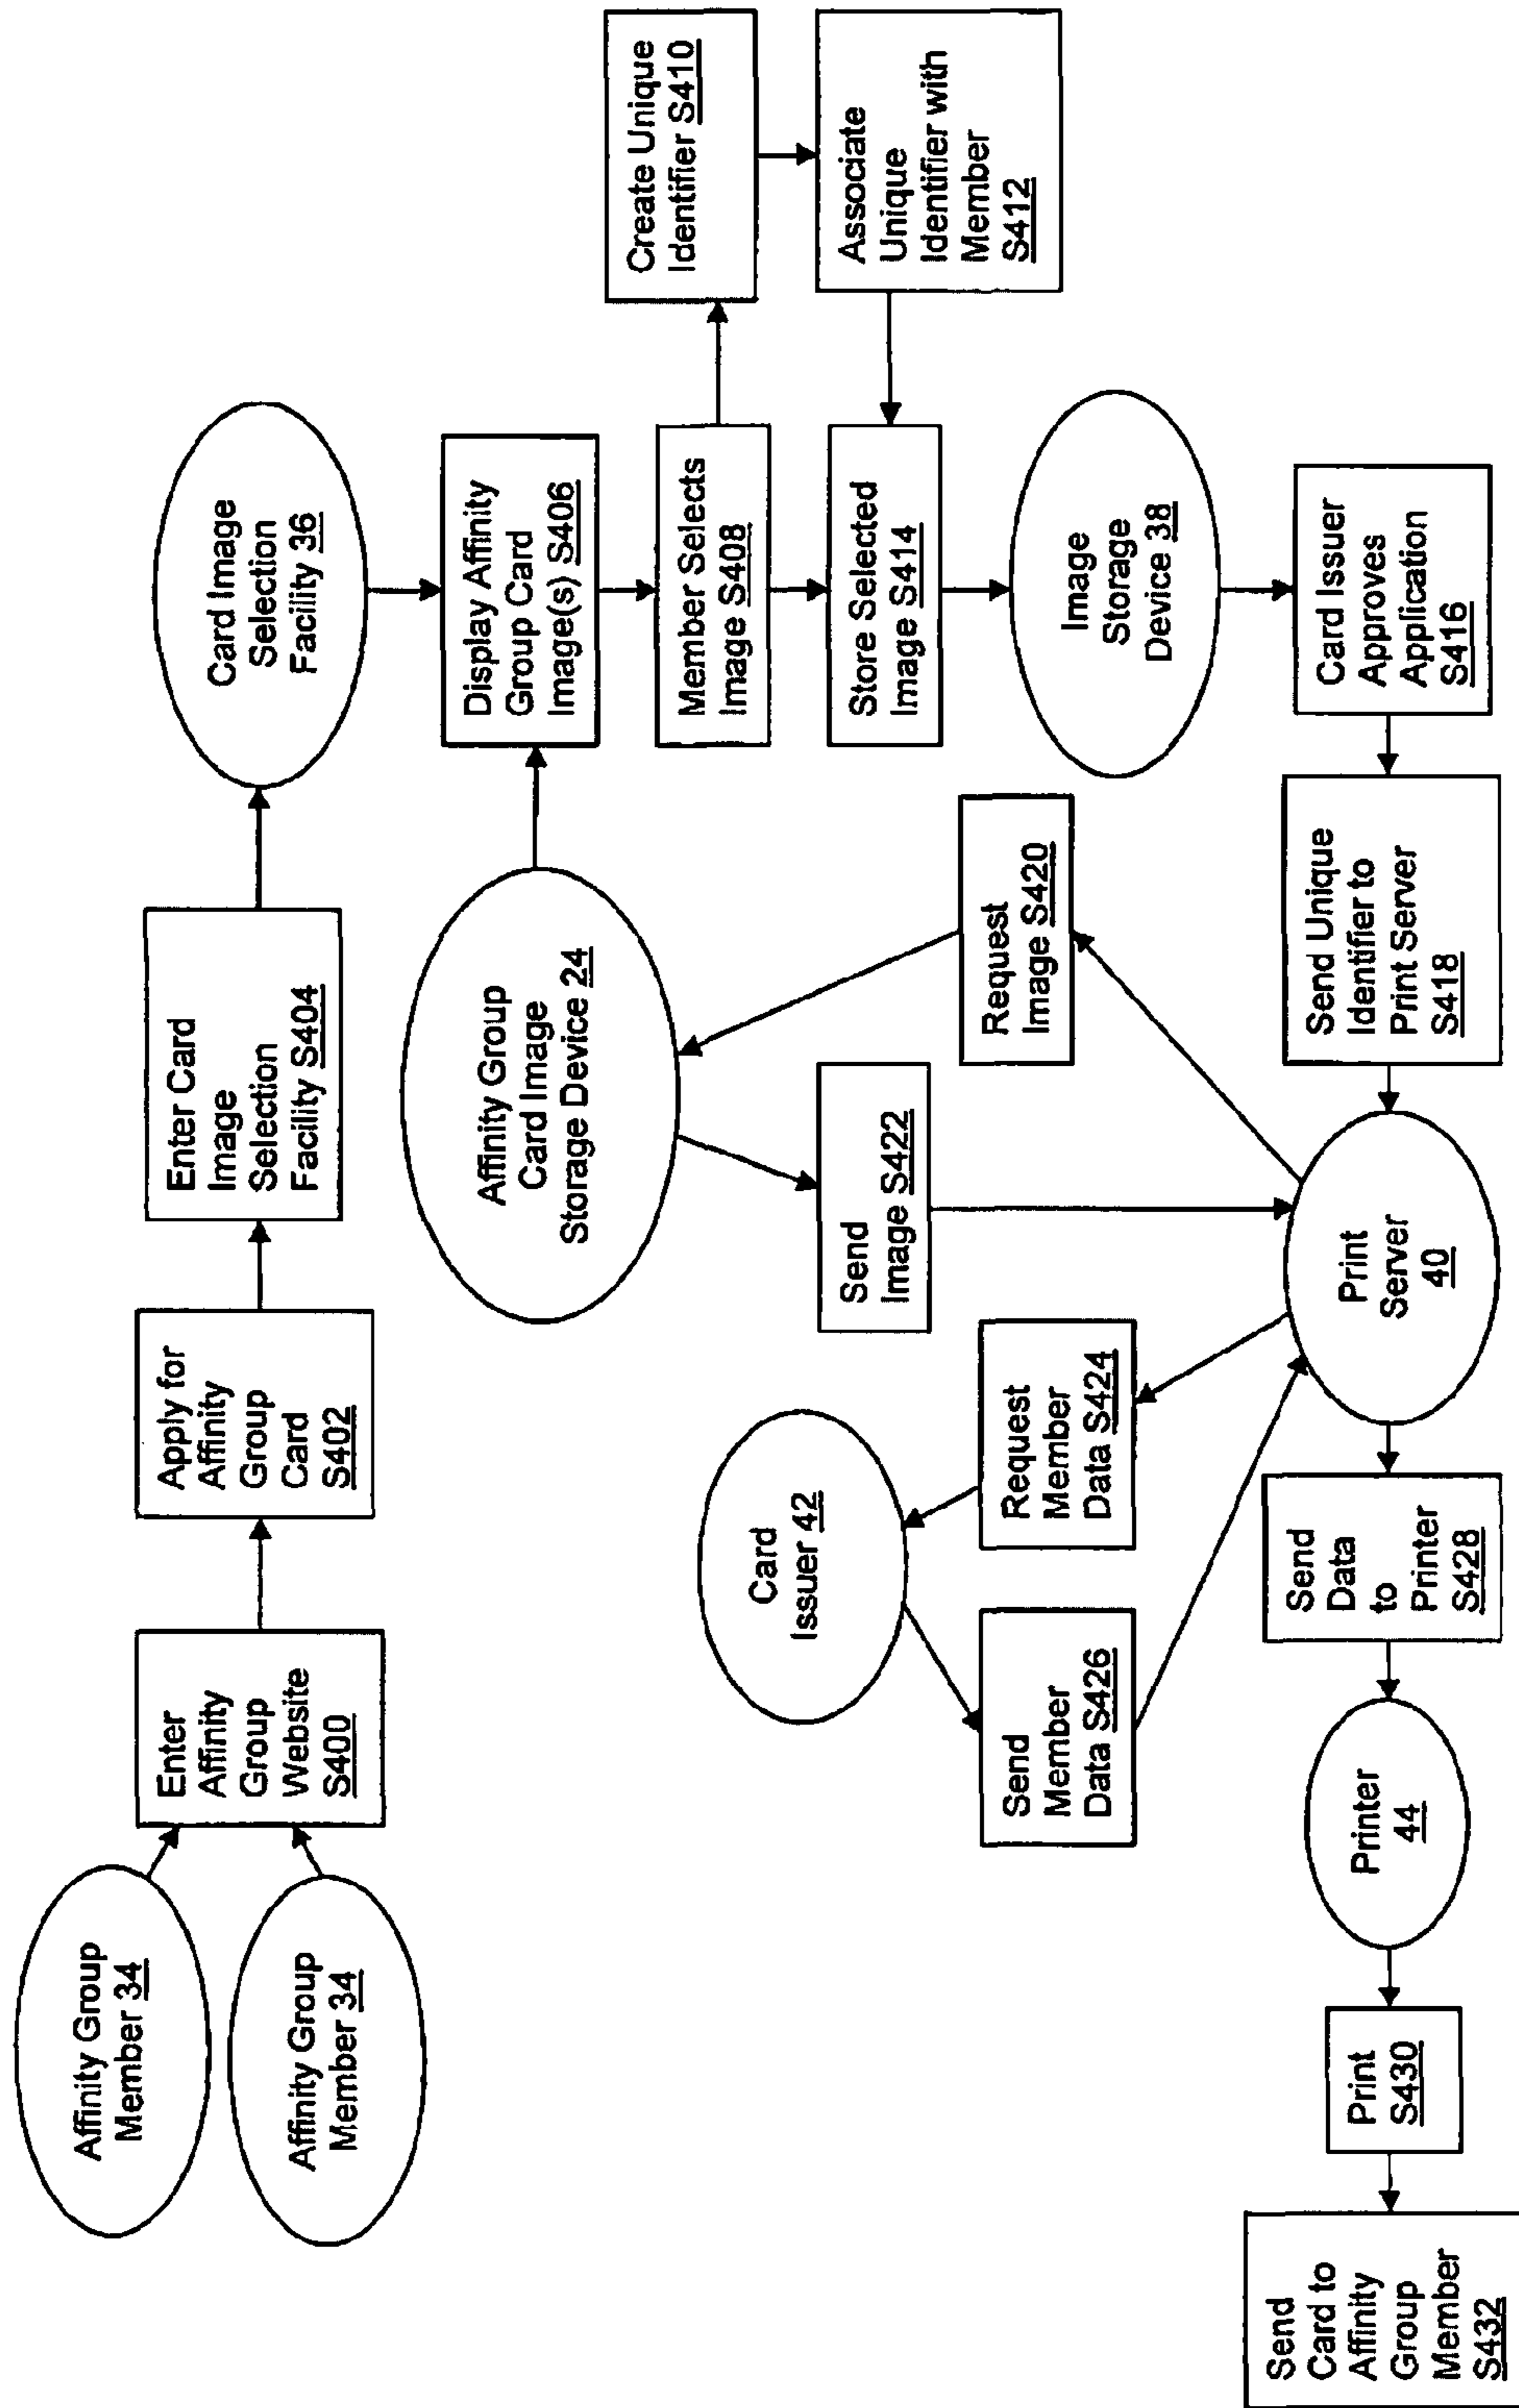 Affinity Group
Member 34
Affinity Group
Member 34
Enter
Affinity
Group
Website
S400
Apply for
Affinity
Group
Card
S402
Enter Card
Image
Selection
Facility S404
Card Image
Selection
Facility 36
Display Affinity
Group Card
Image(s) S406
Member Selects
Image S408
Create Unique
Identifier S410
Associate
Unique
Identifier with
Member
S412
Store Selected
Image S414
Image
Storage
Device 38
Card Issuer
Approves
Application
S416
Send Unique
Identifier to
Print Server
S418
Affinity Group
Card Image
Storage Device 24
Request
Image S420
Send
Image S422
Print
Server
40
Request
Member
Data S424
Card
Issuer 42
Send
Member
Data S426
Send
Data
to
Printer
S428
Printer
44
Print
S430
Send
Card to
Affinity
Group
Member
S432